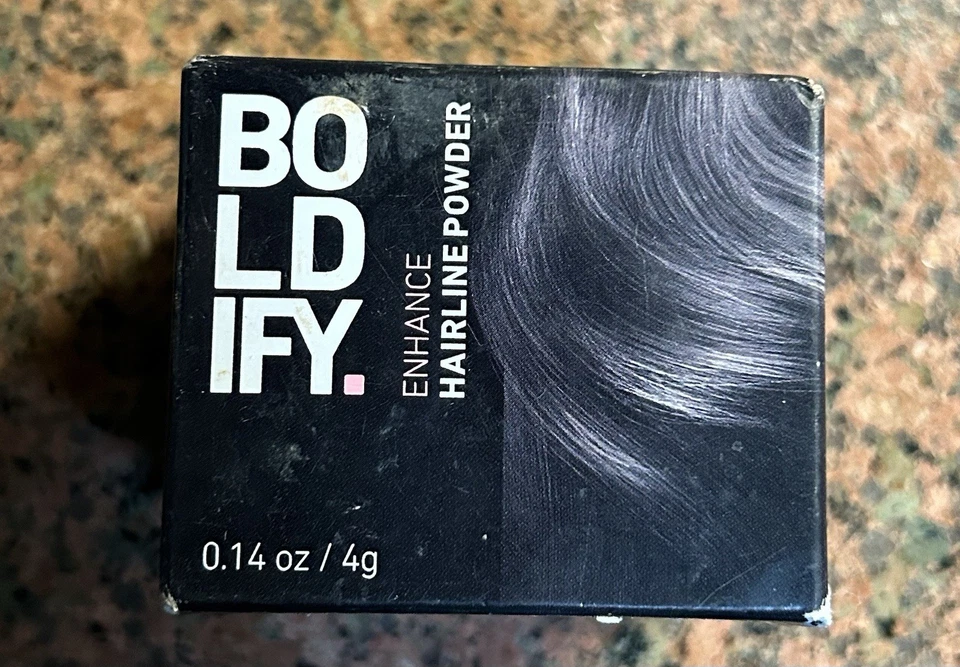 BO
LD
IFY.
ENHANCE
HAIRLINE POWDER
0.14 oz / 4g